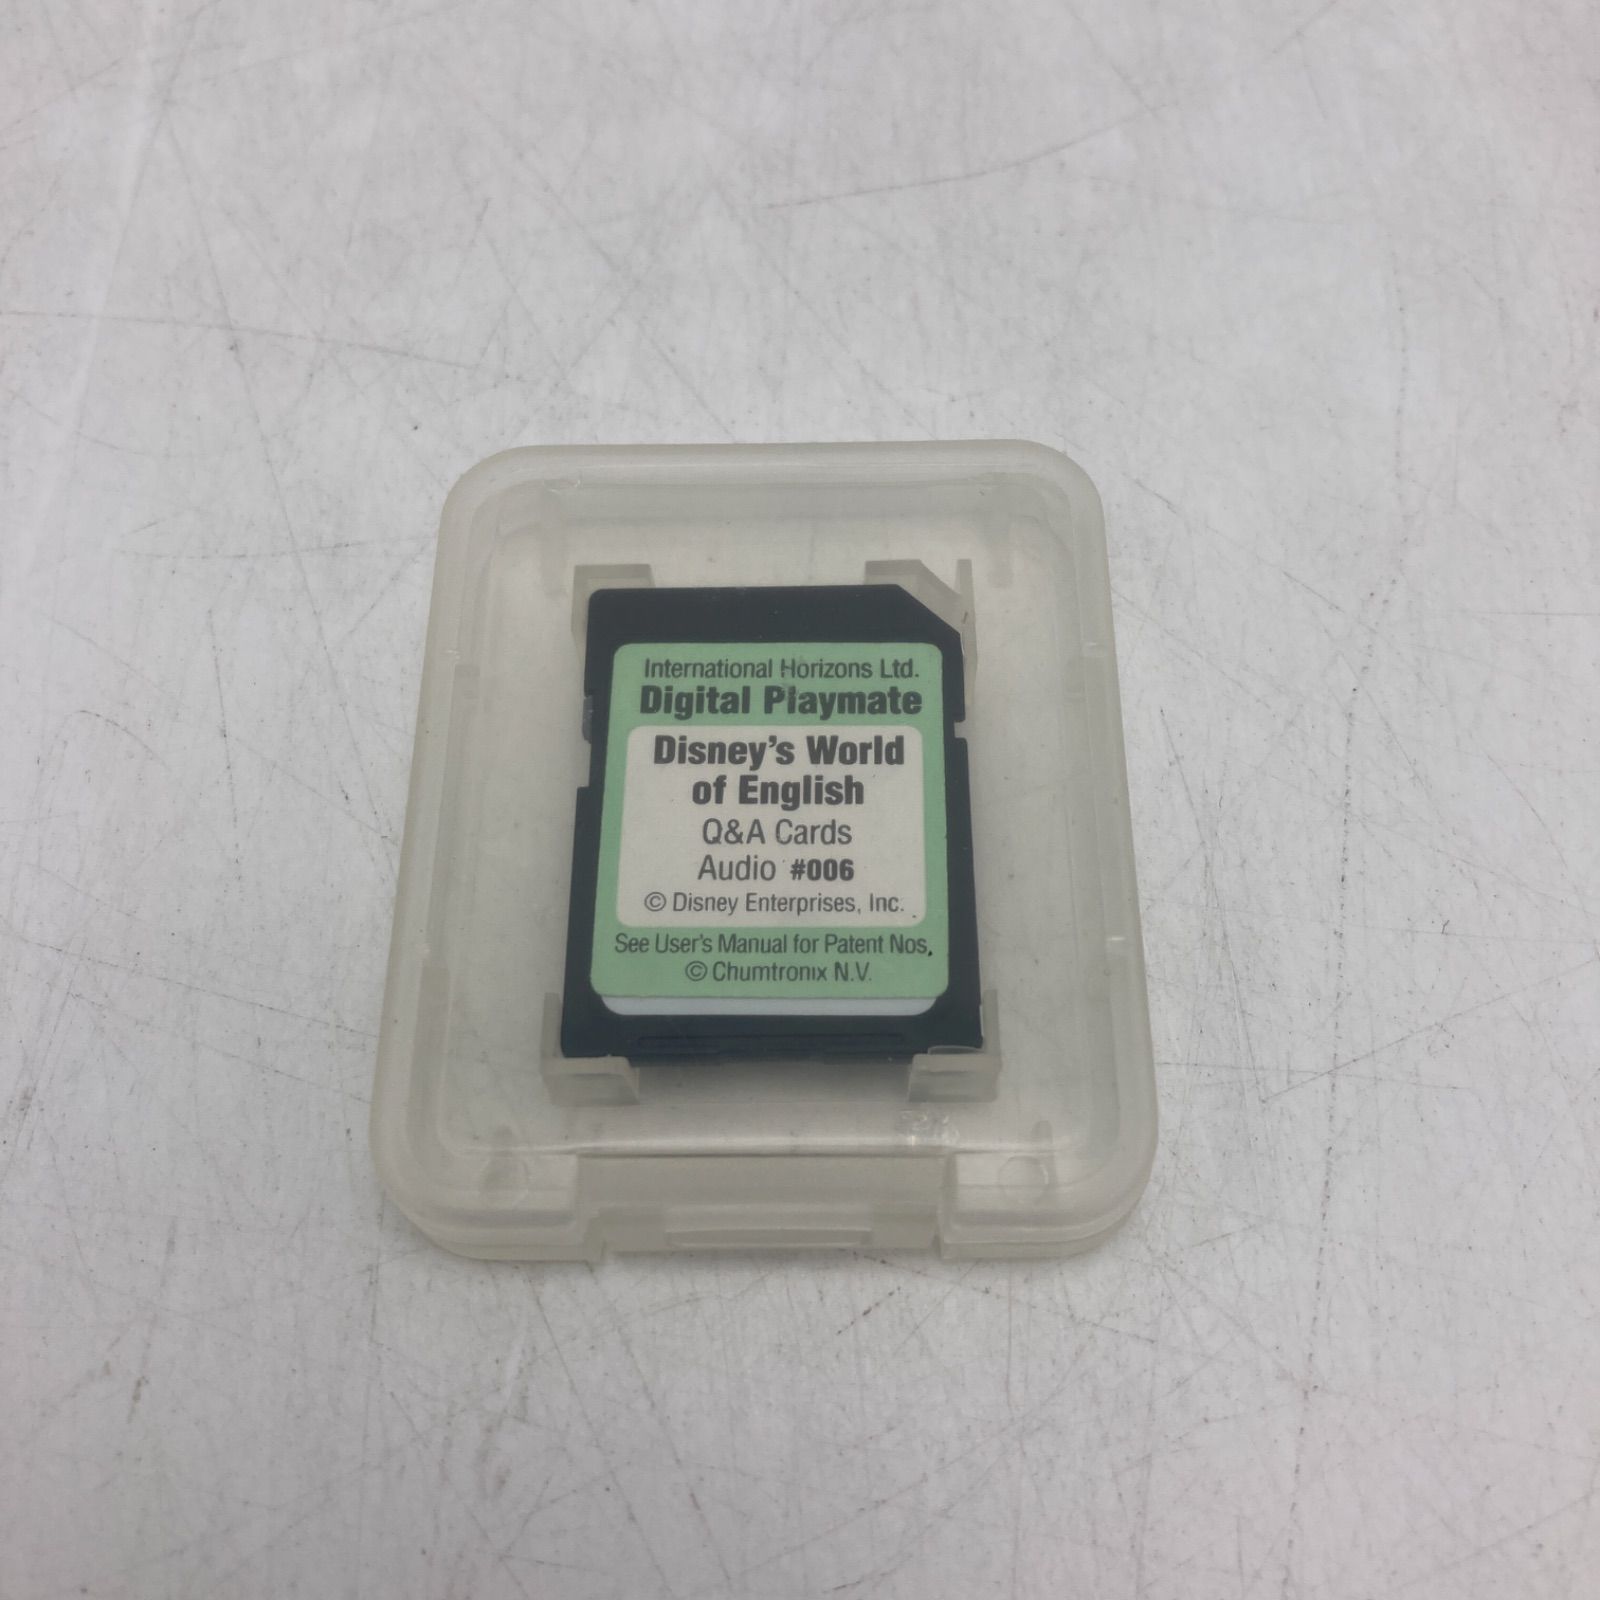 International Horizons Ltd.
Digital Playmate
Disney's World
of English
Q&A Cards
Audio #006
© Disney Enterprises, Inc.
See User's Manual for Patent Nos.
© Chumtronix N.V.